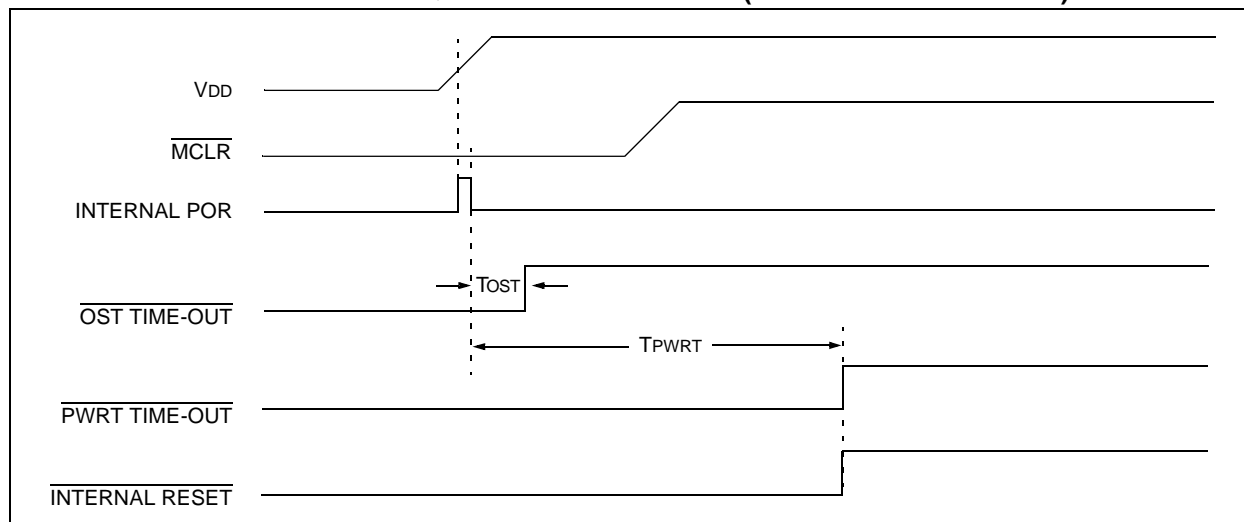 VDD
MCLR
INTERNAL POR
TOST
OST TIME-OUT
TPWRT
PWRT TIME-OUT
INTERNAL RESET